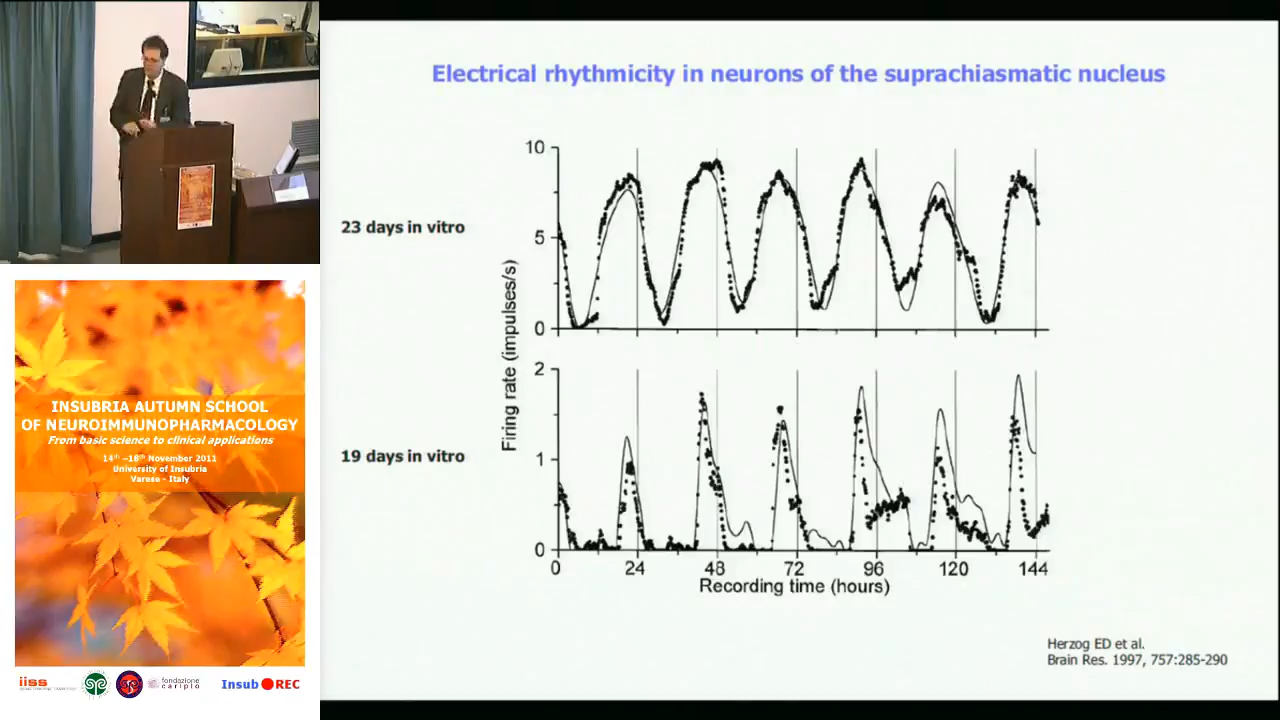 Electrical rhythmicity in neurons of the suprachiasmatic nucleus
23 days in vitro
19 days in vitro
Firing rate (impulses/s)
10
5
0
2
1
0
0 24 48 72 96 120 144
Recording time (hours)
Herzog ED et al.
Brain Res. 1997, 757:285-290
INSUBRIA AUTUMN SCHOOL
OF NEUROIMMUNOPHARMACOLOGY
From basic science to clinical applications
14th –18th November 2011
University of Insubria
Varese - Italy
iiss
fondazione
cariplo
Insub REC